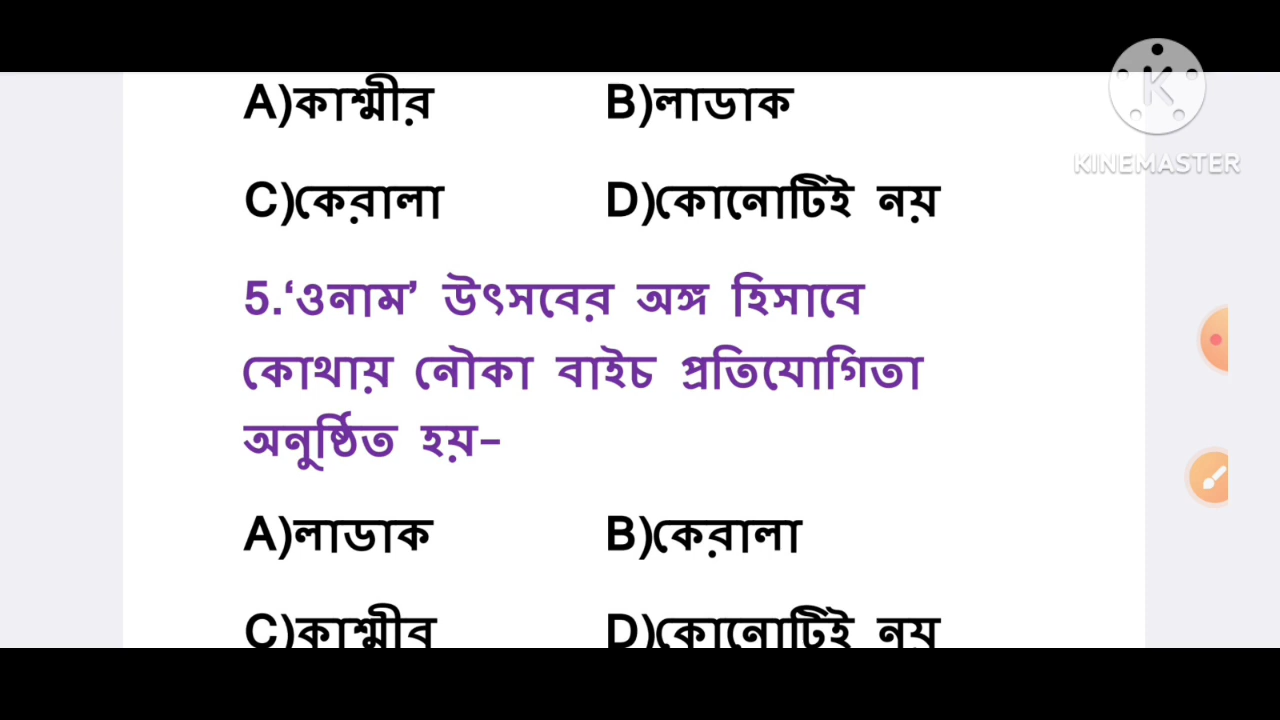 A)কাশ্মীর B)লাডাক
KINEMASTER
C)কেরালা D)কোনোটিই নয়
5.‘ওনাম’ উৎসবের অঙ্গ হিসাবে
কোথায় নৌকা বাইচ প্রতিযোগিতা
অনুষ্ঠিত হয়-
A)লাডাক B)কেরালা
C)কাশ্মীর D)কোনোটিই নয়